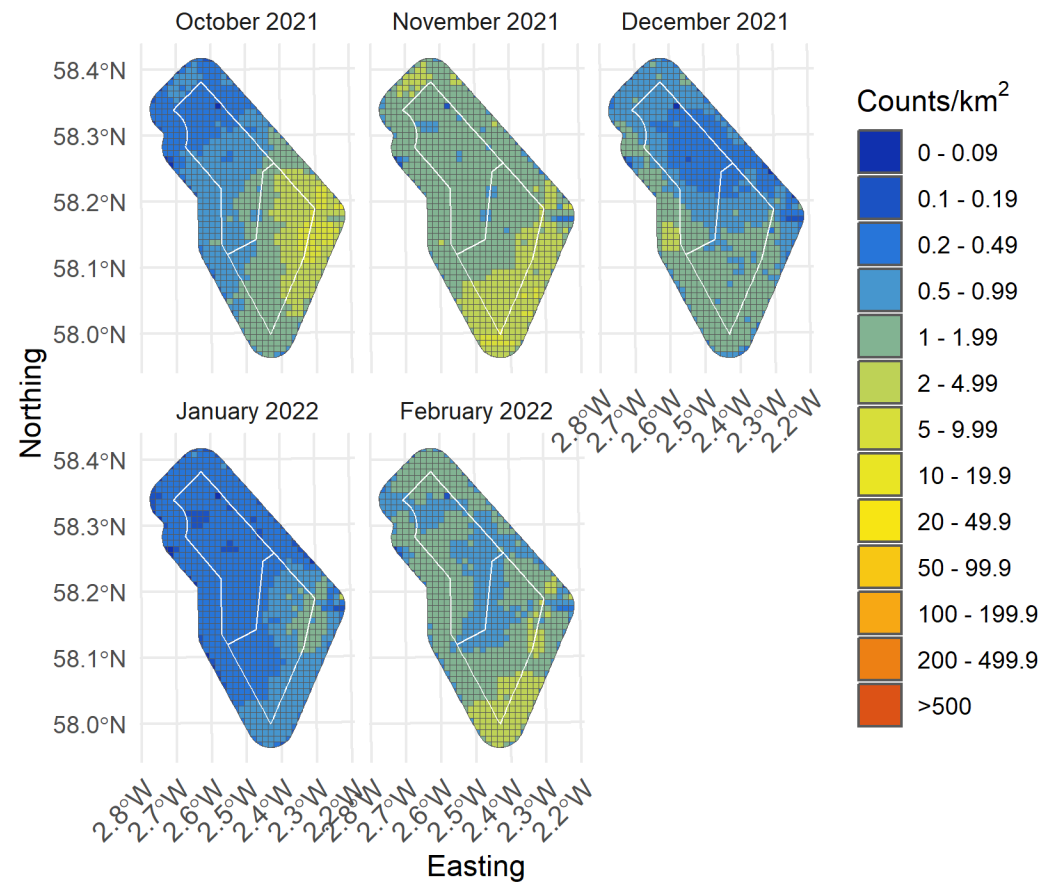 October 2021 November 2021 December 2021
58.4°N
58.3°N
58.2°N
58.1°N
58.0°N
2.8°W 2.7°W 2.6°W 2.5°W 2.4°W 2.3°W 2.2°W
January 2022 February 2022
58.4°N
58.3°N
58.2°N
58.1°N
58.0°N
2.8°W 2.7°W 2.6°W 2.5°W 2.4°W 2.3°W 2.2°W 2.8°W 2.7°W 2.6°W 2.5°W 2.4°W 2.3°W 2.2°W
Northing
Easting
Counts/km²
0 - 0.09
0.1 - 0.19
0.2 - 0.49
0.5 - 0.99
1 - 1.99
2 - 4.99
5 - 9.99
10 - 19.9
20 - 49.9
50 - 99.9
100 - 199.9
200 - 499.9
>500